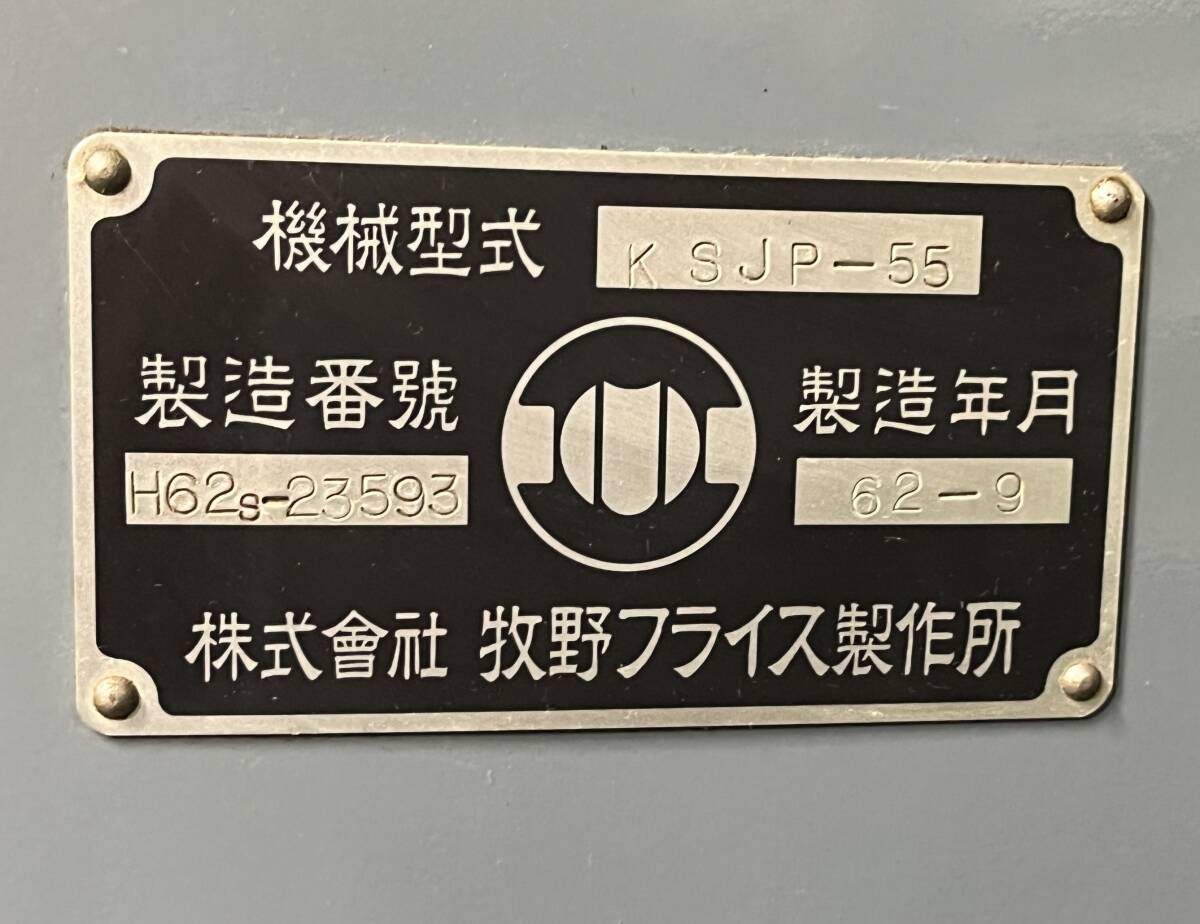 機械型式 KSJP-55
製造番號 製造年月
H62s-23593 62-9
株式會社 牧野フライス製作所